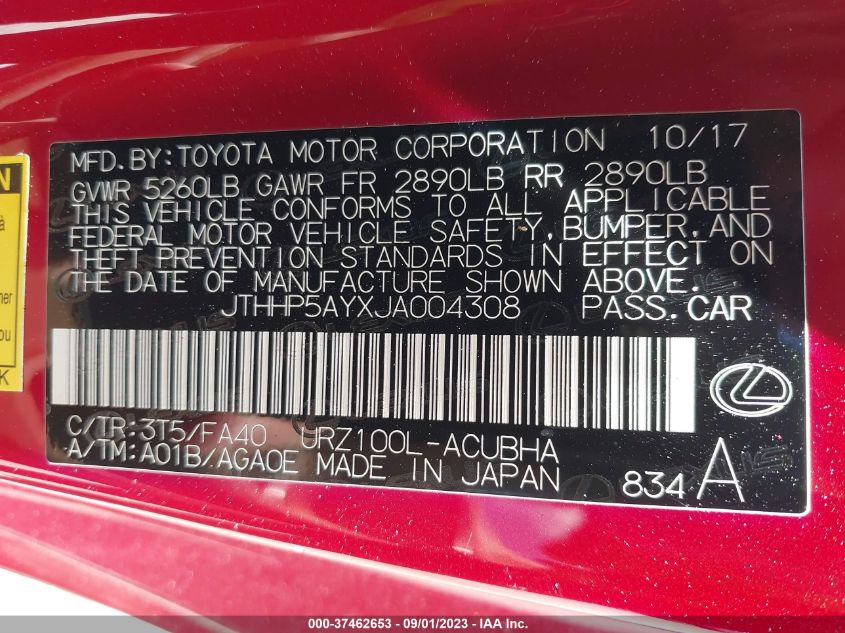 MFD. BY: TOYOTA MOTOR CORPORATION 10/17
GVWR 5260LB GAWR FR 2890LB RR 2890LB
THIS VEHICLE CONFORMS TO ALL APPLICABLE
FEDERAL MOTOR VEHICLE SAFETY, BUMPER, AND
THEFT PREVENTION STANDARDS IN EFFECT ON
THE DATE OF MANUFACTURE SHOWN ABOVE.
JTHHP5AYXJA004308 PASS. CAR
C/TR: 3T5/FA40 URZ100L-ACUBHA
A/TM: A01B/AGA0E MADE IN JAPAN
834 A
N
à
mer
ou
K
000-37462653 - 09/01/2023 - IAA Inc.